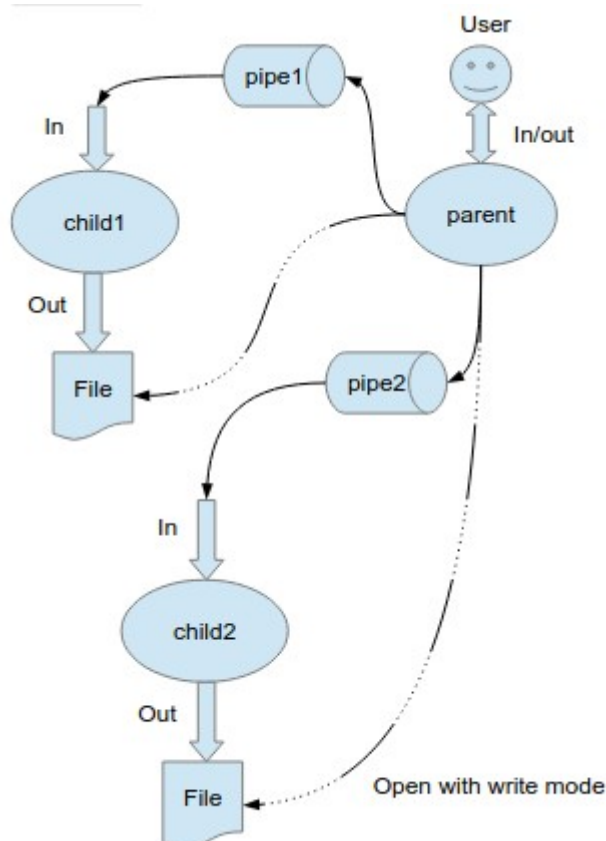 User
pipe1
In
In/out
child1
parent
Out
File
pipe2
In
child2
Out
File
Open with write mode